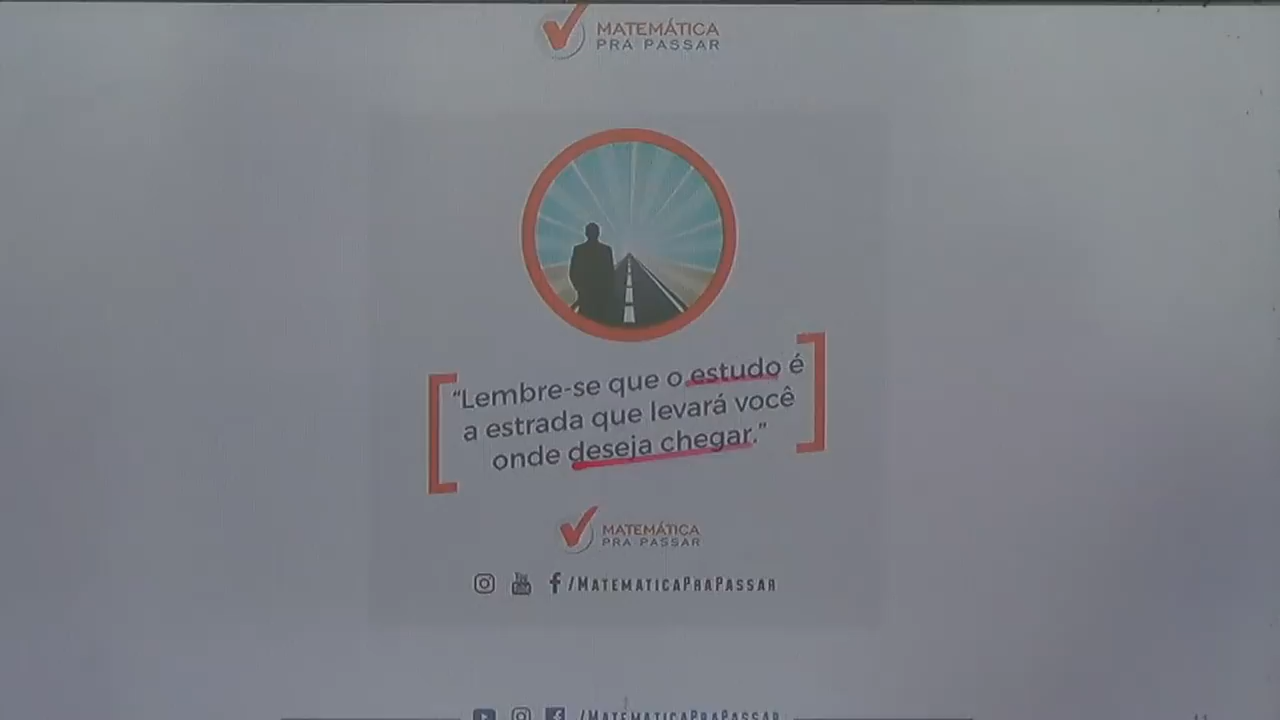 MATEMÁTICA
PRA PASSAR
“Lembre-se que o estudo é
a estrada que levará você
onde deseja chegar.”
MATEMÁTICA
PRA PASSAR
/MATEMATICAPRAPASSAR
/MATEMATICAPRAPASSAR